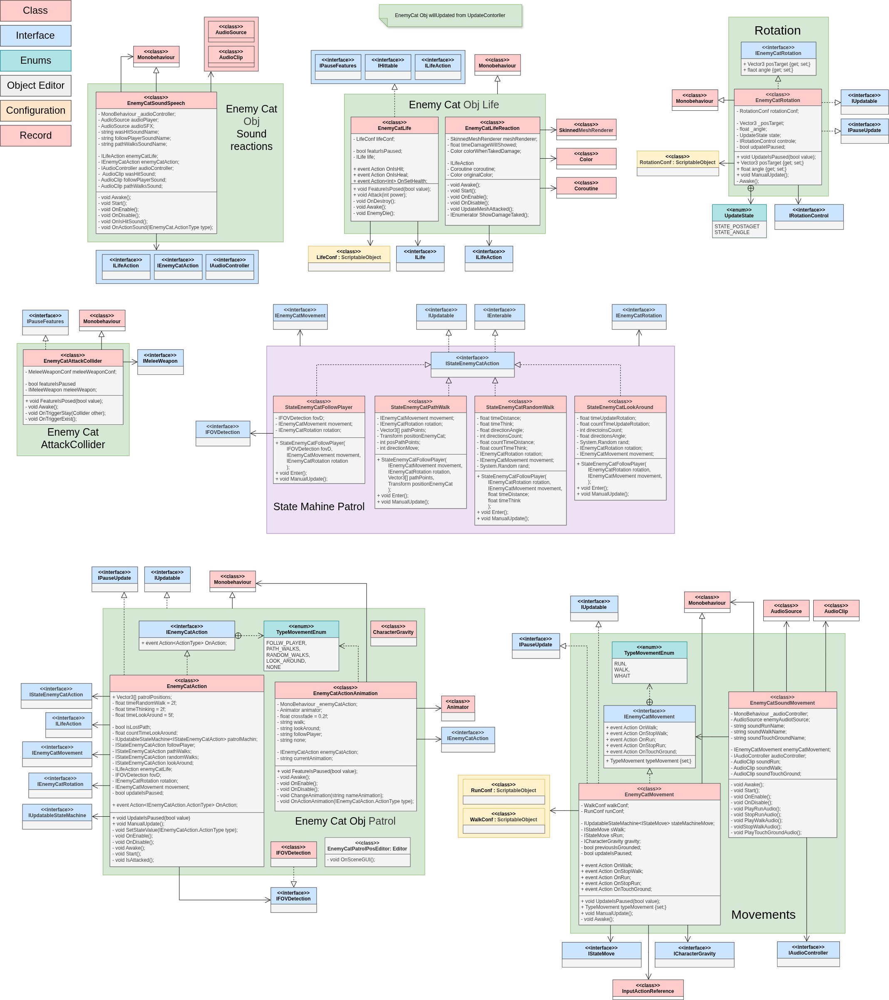 Class
Interface
Enums
Object Editor
Configuration
Record
EnemyCat Obj willUpdated from UpdateContorller
<<class>>
AudioSource
<<class>>
AudioClip
<<class>>
Monobehaviour
Enemy Cat
Obj
Sound
reactions
<<class>>
EnemyCatSoundSpeech
- MonoBehaviour _audioController;
- AudioSource audioPlayer;
- AudioSource audioSFX;
- string wasHitSoundName;
- string followPlayerSoundName;
- string pathWalksSoundName;
- ILifeAction enemyCatLife;
- IEnemyCatAction enemyCatAction;
- IAudioController audioController;
- AudioClip wasHitSound;
- AudioClip followPlayerSound;
- AudioClip pathWalksSound;
- void Awake();
- void Start();
- void OnEnable();
- void OnDisable();
- void OnIsHitSound();
- void OnActionSound(IEnemyCat.ActionType type);
<<interface>>
ILifeAction
<<interface>>
IEnemyCatAction
<<interface>>
IAudioController
<<interface>>
IPauseFeatures
<<interface>>
IHittable
<<interface>>
ILifeAction
<<class>>
Monobehaviour
Enemy Cat Obj Life
<<class>>
EnemyCatLife
- LifeConf lifeConf;
- bool featurIsPaused;
- ILife life;
+ event Action OnIsHit;
+ event Action OnIsHeal;
+ event Action<int> OnSetHealth;
+ void FeatureIsPosed(bool value);
+ void Attack(int power);
- void OnDestroy();
- void Awake();
- void EnemyDie();
<<class>>
EnemyCatLifeReaction
- SkinnedMeshRenderer meshRenderer;
- float timeDamageWillShowed;
- Color colorWhenTakedDamage;
- ILifeAction
- Coroutine coroutine;
- Color originalColor;
- void Awake();
- void Start();
- void OnEnable();
- void OnDisable();
- void UpdateMeshAttacked();
- IEnumerator ShowDamageTaked();
<<class>>
SkinnedMeshRenderer
<<class>>
Color
<<class>>
Coroutine
<<class>>
LifeConf : ScriptableObject
<<interface>>
ILife
<<interface>>
ILifeAction
Rotation
<<interface>>
IEnemyCatRotation
+ Vector3 posTarget {get; set;}
+ flaot angle {get; set;}
<<class>>
Monobehaviour
<<class>>
EnemyCatRotation
- RotationConf rotationConf;
- Vector3 _posTarget;
- float _angle;
- UpdateState state;
- IRotationControl controle;
- bool udpateIPaused;
+ void UpdateIsPaused(bool value);
+ Vector3 posTarget {get; set;}
+ float angle {get; set;}
+ void ManualUpdate();
- Awake();
<<interface>>
IUpdatable
<<interface>>
IPauseUpdate
<<class>>
RotationConf : ScriptableObject
<<enum>>
UpdateState
STATE_POSTAGET
STATE_ANGLE
<<interface>>
IRotationControl
<<interface>>
IPauseFeatures
<<class>>
Monobehaviour
<<class>>
EnemyCatAttackCollider
- MeleeWeaponConf meleeWeaponConf;
- bool featureIsPaused
- IMeleeWeapon meleeWeapon;
+ void FeatureIsPosed(bool value);
- void Awake();
- void OnTriggerStay(Collider other);
- void OnTriggerExist();
Enemy Cat
AttackCollider
<<interface>>
IMeleeWeapon
<<interface>>
IEnemyCatMovement
<<interface>>
IUpdatable
<<interface>>
IEnterable
<<interface>>
IEnemyCatRotation
<<interface>>
IStateEnemyCatAction
<<interface>>
IFOVDetection
<<class>>
StateEnemyCatFollowPlayer
- IFOVDetection fovD;
- IEnemyCatMovement movement;
- IEnemyCatRotation rotation;
+ StateEnemyCatFollowPlayer(
IFOVDetection fovD,
IEnemyCatMovement movement,
IEnemyCatRotation rotation
);
+ void Enter();
+ void ManualUpdate();
<<class>>
StateEnemyCatPathWalk
- IEnemyCatMovement movement;
- IEnemyCatRotation rotation;
- Vector3[] pathPoints;
- Transform positionEnemyCat;
- int posPathPoints;
- int directionMove;
+ StateEnemyCatFollowPlayer(
IEnemyCatMovement movement,
IEnemyCatRotation rotation,
Vector3[] pathPoints,
Transform positionEnemyCat
);
+ void Enter();
+ void ManualUpdate();
<<class>>
StateEnemyCatRandomWalk
- float timeDistance;
- float timeThink;
- float directionAngle;
- int directionsCount;
- float countTimeDistance;
- float countTimeThink;
- IEnemyCatRotation rotation;
- IEnemyCatMovement movement;
- System.Random rand;
+ StateEnemyCatFollowPlayer(
IEnemyCatRotation rotation,
IEnemyCatMovement movement,
float timeDistance;
float timeThink
);
+ void Enter();
+ void ManualUpdate();
<<class>>
StateEnemyCatLookAround
- float timeUpdateRotation;
- float countTimeUpdateRotation;
- int directoinsCount;
- float directionsAngle;
- System.Random rand;
- IEnemyCatRotation rotation;
- IEnemyCatMovement movement;
+ StateEnemyCatFollowPlayer(
IEnemyCatRotation rotation,
IEnemyCatMovement movement,
);
+ void Enter();
+ void ManualUpdate();
State Mahine Patrol
<<interface>>
IPauseUpdate
<<interface>>
IUpdatable
<<class>>
Monobehaviour
<<interface>>
IEnemyCatAction
+ event Action<ActionType> OnAction;
<<enum>>
TypeMovementEnum
FOLLW_PLAYER,
PATH_WALKS,
RANDOM_WALKS,
LOOK_AROUND,
NONE
<<class>>
CharacterGravity
<<interface>>
IStateEnemyCatAction
<<interface>>
ILifeAction
<<interface>>
IEnemyCatMovement
<<interface>>
IEnemyCatRotation
<<interface>>
IUpdatableStateMachine
<<class>>
EnemyCatAction
+ Vector3[] patrolPositions;
- float timeRandomWalk = 2f;
- float timeThinking = 2f;
- float timeLookAround = 5f;
- bool isLostPath;
- float countTimeLookAround;
- IUpdatableStateMachine<IStateEnemyCatAction> patrolMachin;
- IStateEnemyCatAction followPlayer;
- IStateEnemyCatAction pathWalks;
- IStateEnemyCatAction randomWalks;
- IStateEnemyCatAction lookAround;
- ILifeAction enemyCatLife;
- IFOVDetection fovD;
- IEnemyCatRotation rotation;
- IEnemyCatMovement movement;
- bool updateIsPaused;
+ event Action<IEnemyCatAction.ActionType> OnAction;
+ void UpdateIsPaused(bool value)
+ void ManualUpdate();
- void SetStateValue(IEnemyCatAction.ActionType type);
- void OnEnable();
- void OnDisable();
- void Awake();
- void Start();
- void IsAttacked();
<<class>>
EnemyCatActionAnimation
- MonoBehaviour _enemyCatAction;
- Animator animator;
- float crossfade = 0.2f;
- string walk;
- string lookAround;
- string followPlayer;
- string none;
- IEnemyCatAction enemyCatAction;
- string currentAnimation;
+ void FeatureIsPaused(bool value);
- void Awake();
- void OnEnable();
- void OnDisable();
- void ChangeAnimation(string nameAnimation);
- void OnActionAnimation(IEnemyCatAction.ActionType type);
<<class>>
Animator
<<interface>>
IEnemyCatAction
Enemy Cat Obj Patrol
<<class>>
IFOVDetection
<<class>>
EnemyCatPatrolPosEditor: Editor
- void OnSceneGUI();
<<interface>>
IFOVDetection
<<interface>>
IUpdatable
<<interface>>
IPauseUpdate
<<class>>
Monobehaviour
<<class>>
AudioSource
<<class>>
AudioClip
<<enum>>
TypeMovementEnum
RUN,
WALK,
WHAIT
<<interface>>
IEnemyCatMovement
+ event Action OnWalk;
+ event Action OnStopWalk;
+ event Action OnRun;
+ event Action OnStopRun;
+ event Action OnTouchGround;
+ TypeMovement typeMovement {set;}
<<class>>
EnemyCatSoundMovement
- MonoBehaviour _audioController;
- AudioSource enemyAudiotSource;
- string soundRunName;
- string soundWalkName;
- string soundTouchGroundName;
- IEnemyCatMovement enemyCatMovement;
- IAudioController audioController;
- AudioClip soundRun;
- AudioClip soundWalk;
- AudioClip soundTouchGround;
- void Awake();
- void Start();
- void OnEnable();
- void OnDisable();
- void PlayRunAudio();
- void StopRunAudio();
- void PlayWalkAudio();
- voidStopWalkAudio();
- void PlayTouchGroundAudio();
<<class>>
RunConf : ScriptableObject
<<class>>
WalkConf : ScriptableObject
<<class>>
EnemyCatMovement
- WalkConf walkConf;
- RunConf runConf;
- IUpdatableStateMachine<IStateMove> stateMachineMove;
- IStateMove sWalk;
- IStateMove sRun;
- ICharacterGravity gravity;
- bool previousIsGrounded;
- bool updateIsPaused;
+ event Action OnWalk;
+ event Action OnStopWalk;
+ event Action OnRun;
+ event Action OnStopRun;
+ event Action OnTouchGround;
+ void UpdateIsPaused(bool value);
+ TypeMovement typeMovement {set;}
+ void ManualUpdate();
- void Awake();
Movements
<<interface>>
IStateMove
<<interface>>
ICharacterGravity
<<interface>>
IAudioController
<<class>>
InputActionReference